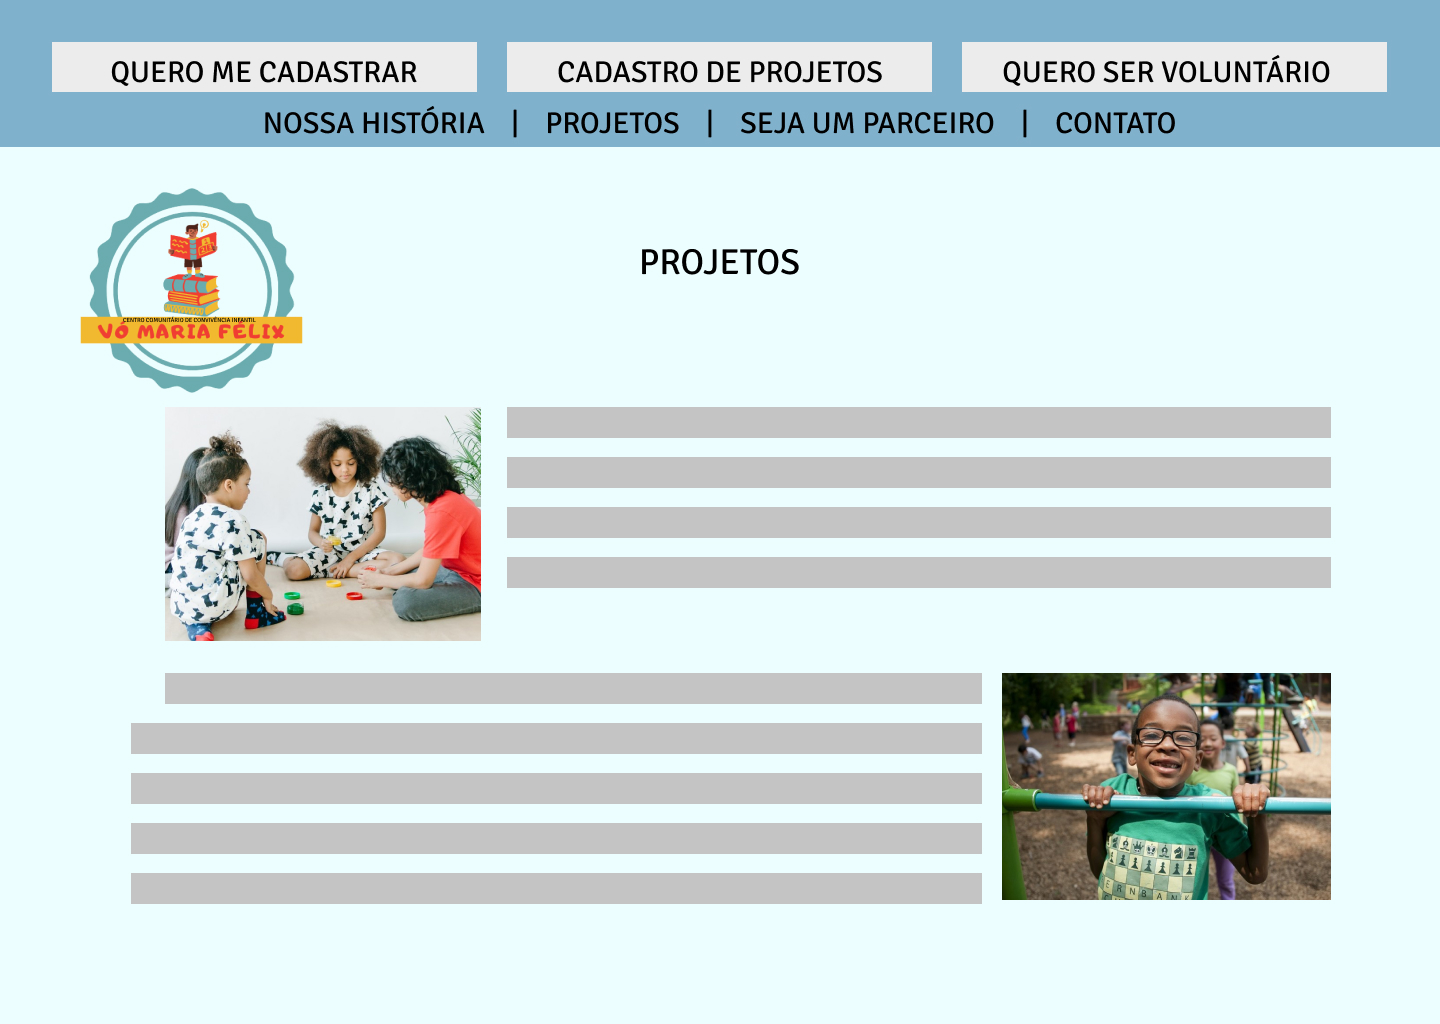 QUERO ME CADASTRAR
CADASTRO DE PROJETOS
QUERO SER VOLUNTÁRIO
NOSSA HISTÓRIA | PROJETOS | SEJA UM PARCEIRO | CONTATO
PROJETOS
CENTRO COMUNITÁRIO DE CONVIVÊNCIA INFANTIL
VÓ MARIA FÉLIX
E R N B A N K